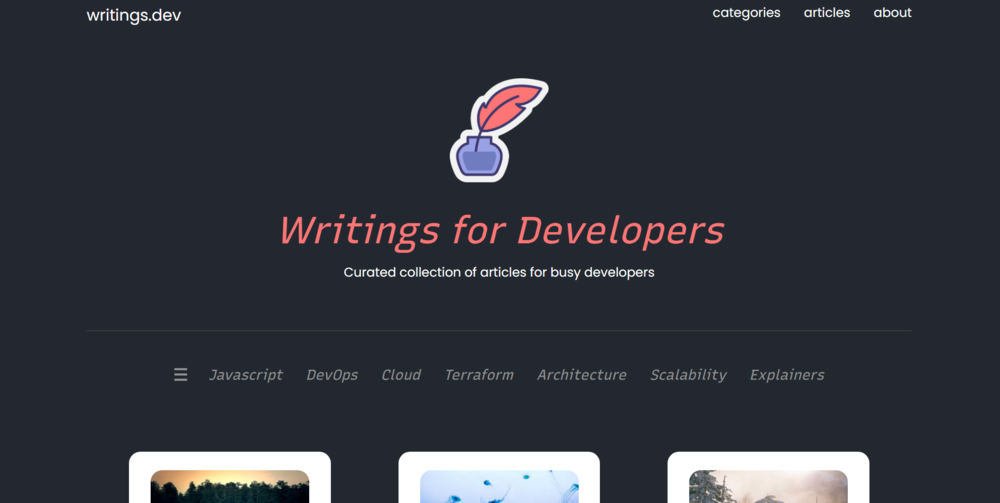 writings.dev
categories articles about
Writings for Developers
Curated collection of articles for busy developers
Javascript DevOps Cloud Terraform Architecture Scalability Explainers